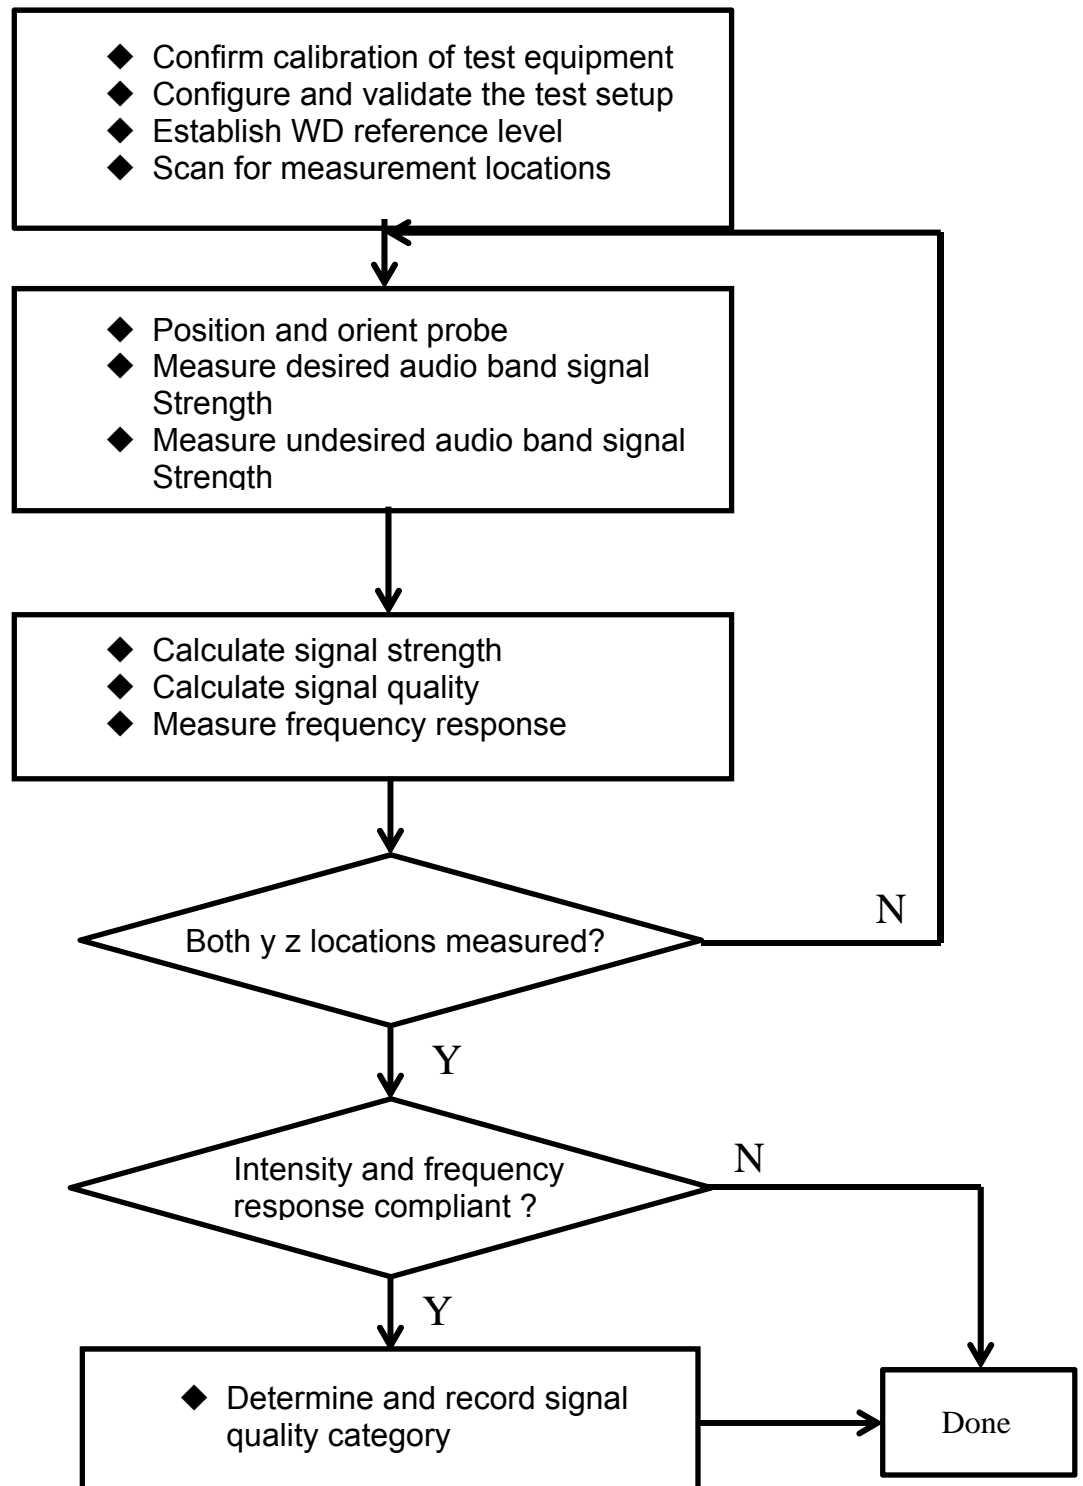 ◆ Confirm calibration of test equipment
◆ Configure and validate the test setup
◆ Establish WD reference level
◆ Scan for measurement locations
◆ Position and orient probe
◆ Measure desired audio band signal
Strength
◆ Measure undesired audio band signal
Strength
◆ Calculate signal strength
◆ Calculate signal quality
◆ Measure frequency response
Both y z locations measured?
N
Y
Intensity and frequency
response compliant ?
N
Y
◆ Determine and record signal
quality category
Done